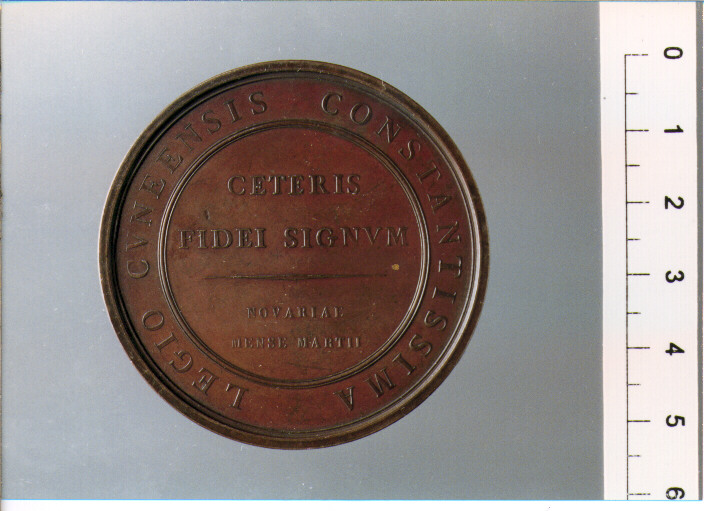 LEGIO CVNEENSIS CONSTANTISSIMA
CETERIS
FIDEI SIGNVM
NOVARIAE
MENSE MARTII
0
1
2
3
4
5
6